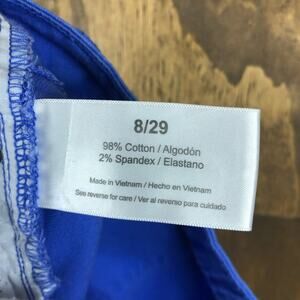 8/29
98% Cotton / Algodón
2% Spandex / Elastano
Made in Vietnam / Hecho en Vietnam
See reverse for care / Ver al reverso para cuidado